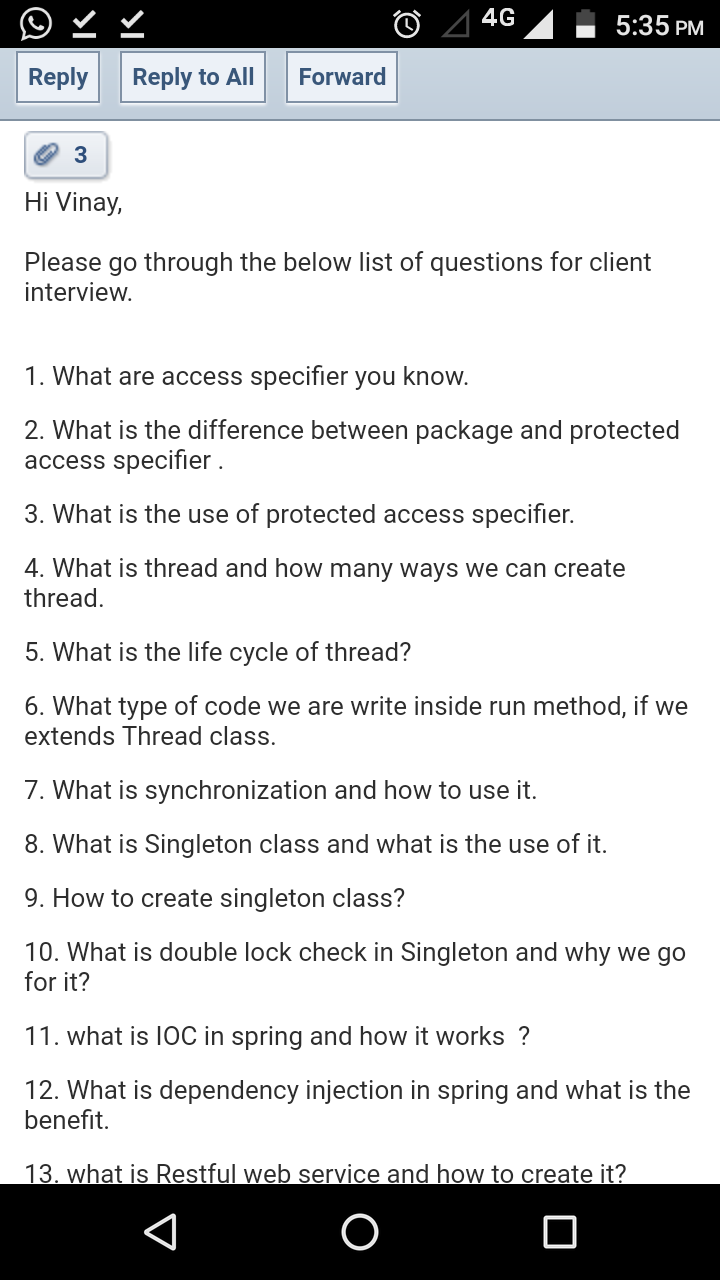 4G 5:35 PM
Reply Reply to All Forward
3
Hi Vinay,
Please go through the below list of questions for client
interview.
1. What are access specifier you know.
2. What is the difference between package and protected
access specifier .
3. What is the use of protected access specifier.
4. What is thread and how many ways we can create
thread.
5. What is the life cycle of thread?
6. What type of code we are write inside run method, if we
extends Thread class.
7. What is synchronization and how to use it.
8. What is Singleton class and what is the use of it.
9. How to create singleton class?
10. What is double lock check in Singleton and why we go
for it?
11. what is IOC in spring and how it works  ?
12. What is dependency injection in spring and what is the
benefit.
13. what is Restful web service and how to create it?